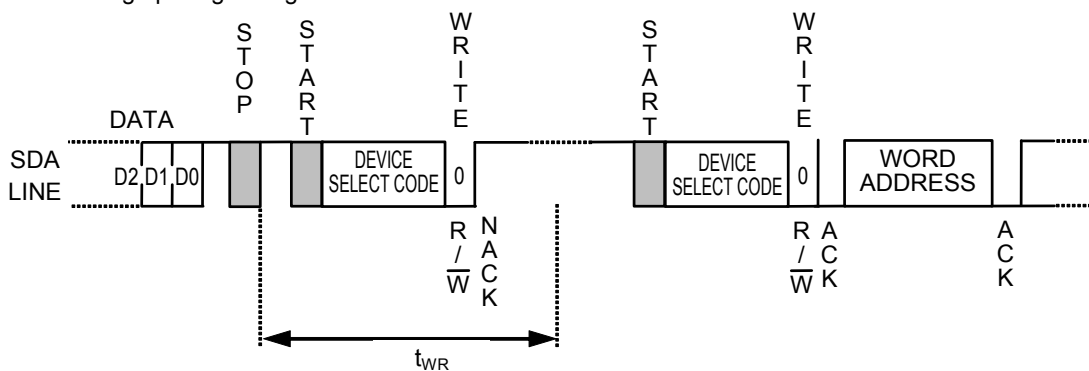 STOP
START
WRITE
START
WRITE
DATA
SDA
LINE
D2 D1 D0
DEVICE
SELECT CODE
0
DEVICE
SELECT CODE
0
WORD
ADDRESS
R/W
NACK
R/W
ACK
ACK
tWR